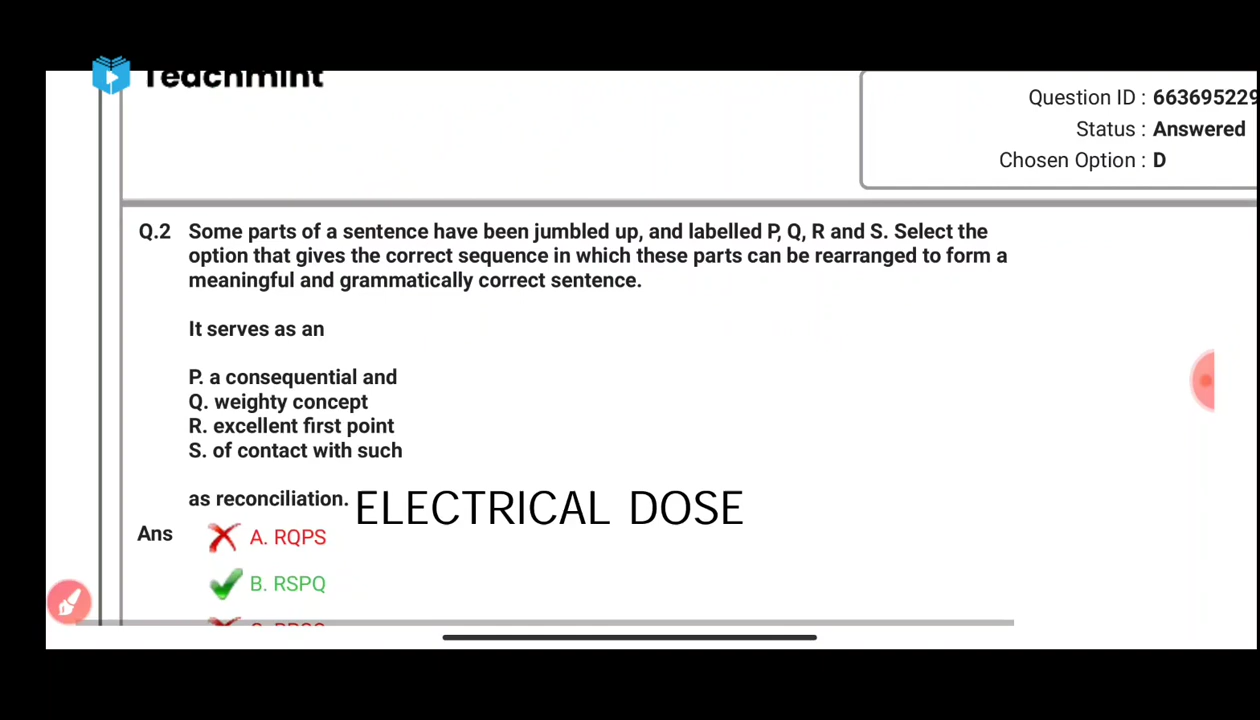 Teachmint
Question ID : 663695229
Status : Answered
Chosen Option : D
Q.2 Some parts of a sentence have been jumbled up, and labelled P, Q, R and S. Select the
option that gives the correct sequence in which these parts can be rearranged to form a
meaningful and grammatically correct sentence.
It serves as an
P. a consequential and
Q. weighty concept
R. excellent first point
S. of contact with such
as reconciliation. ELECTRICAL DOSE
Ans A. RQPS
B. RSPQ